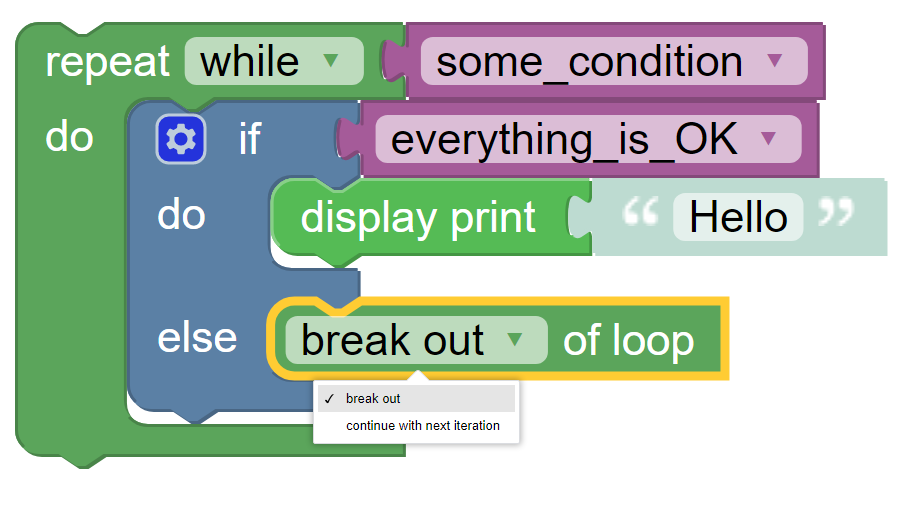 repeat while some_condition
do if everything_is_OK
do display print “ Hello ”
else break out of loop
✓ break out
continue with next iteration